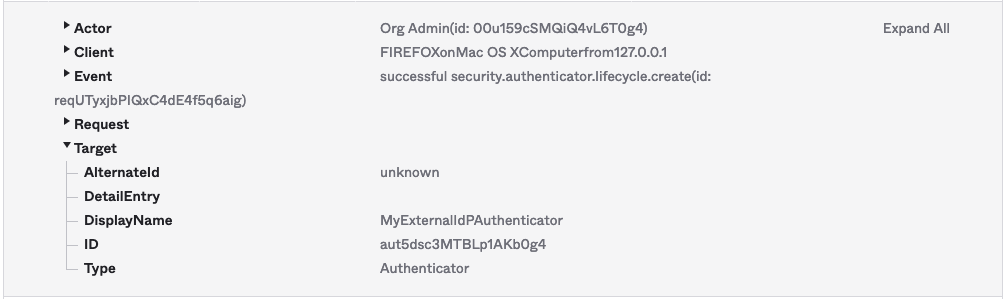 Actor Org Admin(id: 00u159cSMQiQ4vL6T0g4) Expand All
Client FIREFOXonMac OS XComputerfrom127.0.0.1
Event successful security.authenticator.lifecycle.create(id:
reqUTyxjbPIQxC4dE4f5q6aig)
Request
Target
AlternateId unknown
DetailEntry
DisplayName MyExternalIdPAuthenticator
ID aut5dsc3MTBLp1AKb0g4
Type Authenticator